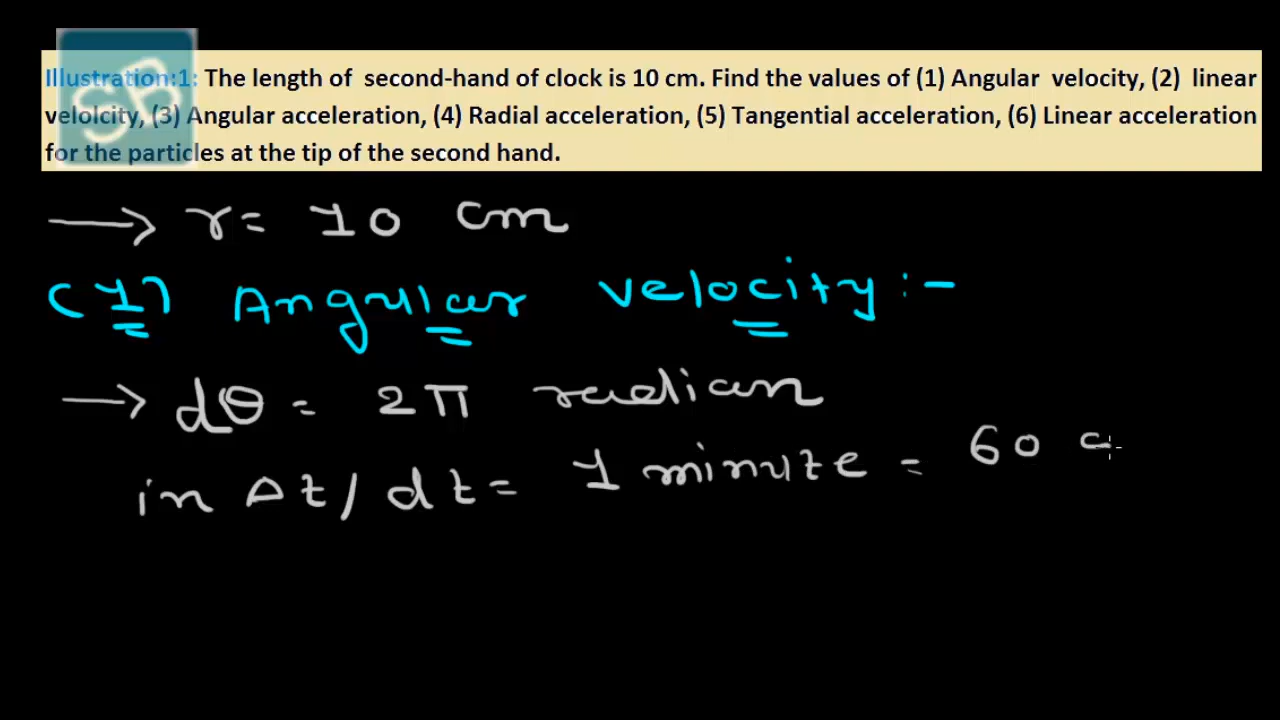 Illustration:1: The length of second-hand of clock is 10 cm. Find the values of (1) Angular velocity, (2) linear
velolcity, (3) Angular acceleration, (4) Radial acceleration, (5) Tangential acceleration, (6) Linear acceleration
for the particles at the tip of the second hand.
→ r = 10 cm
(1) Angular velocity :-
→ dθ = 2π radian
in Δt/dt = 1 minute = 60